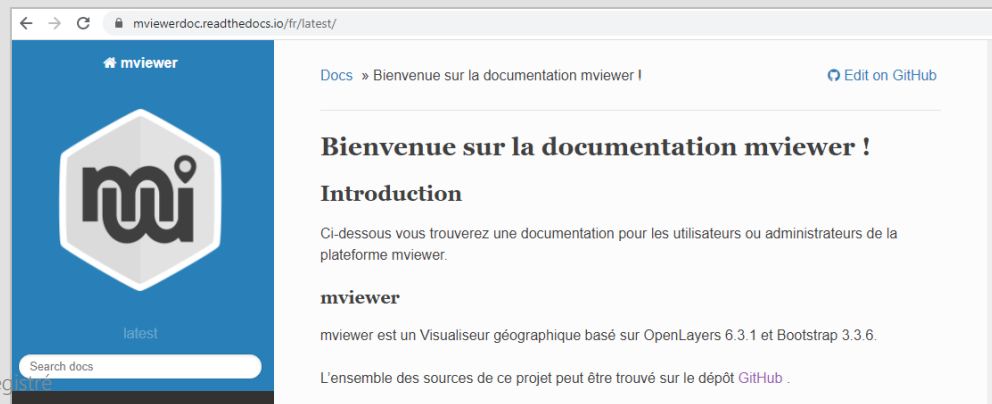 mviewerdoc.readthedocs.io/fr/latest/
mviewer
Docs » Bienvenue sur la documentation mviewer !
Edit on GitHub
Bienvenue sur la documentation mviewer !
Introduction
Ci-dessous vous trouverez une documentation pour les utilisateurs ou administrateurs de la
plateforme mviewer.
mviewer
mviewer est un Visualiseur géographique basé sur OpenLayers 6.3.1 et Bootstrap 3.3.6.
L'ensemble des sources de ce projet peut être trouvé sur le dépôt GitHub .
latest
Search docs